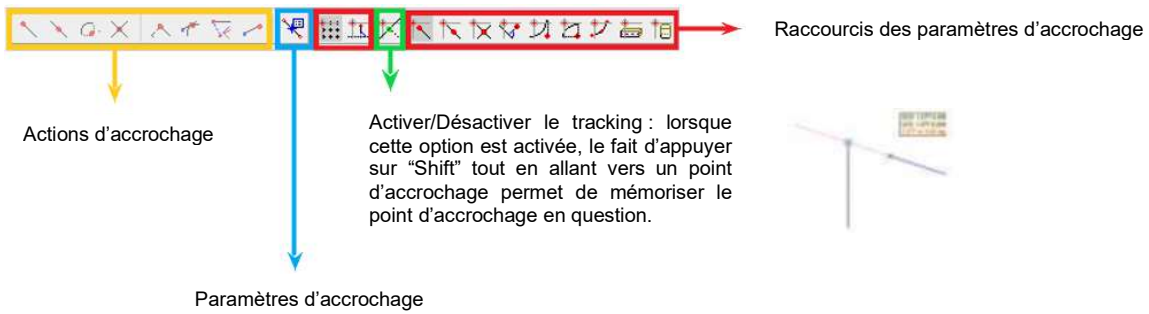 Raccourcis des paramètres d’accrochage
Actions d’accrochage
Activer/Désactiver le tracking : lorsque
cette option est activée, le fait d’appuyer
sur “Shift” tout en allant vers un point
d’accrochage permet de mémoriser le
point d’accrochage en question.
Paramètres d’accrochage